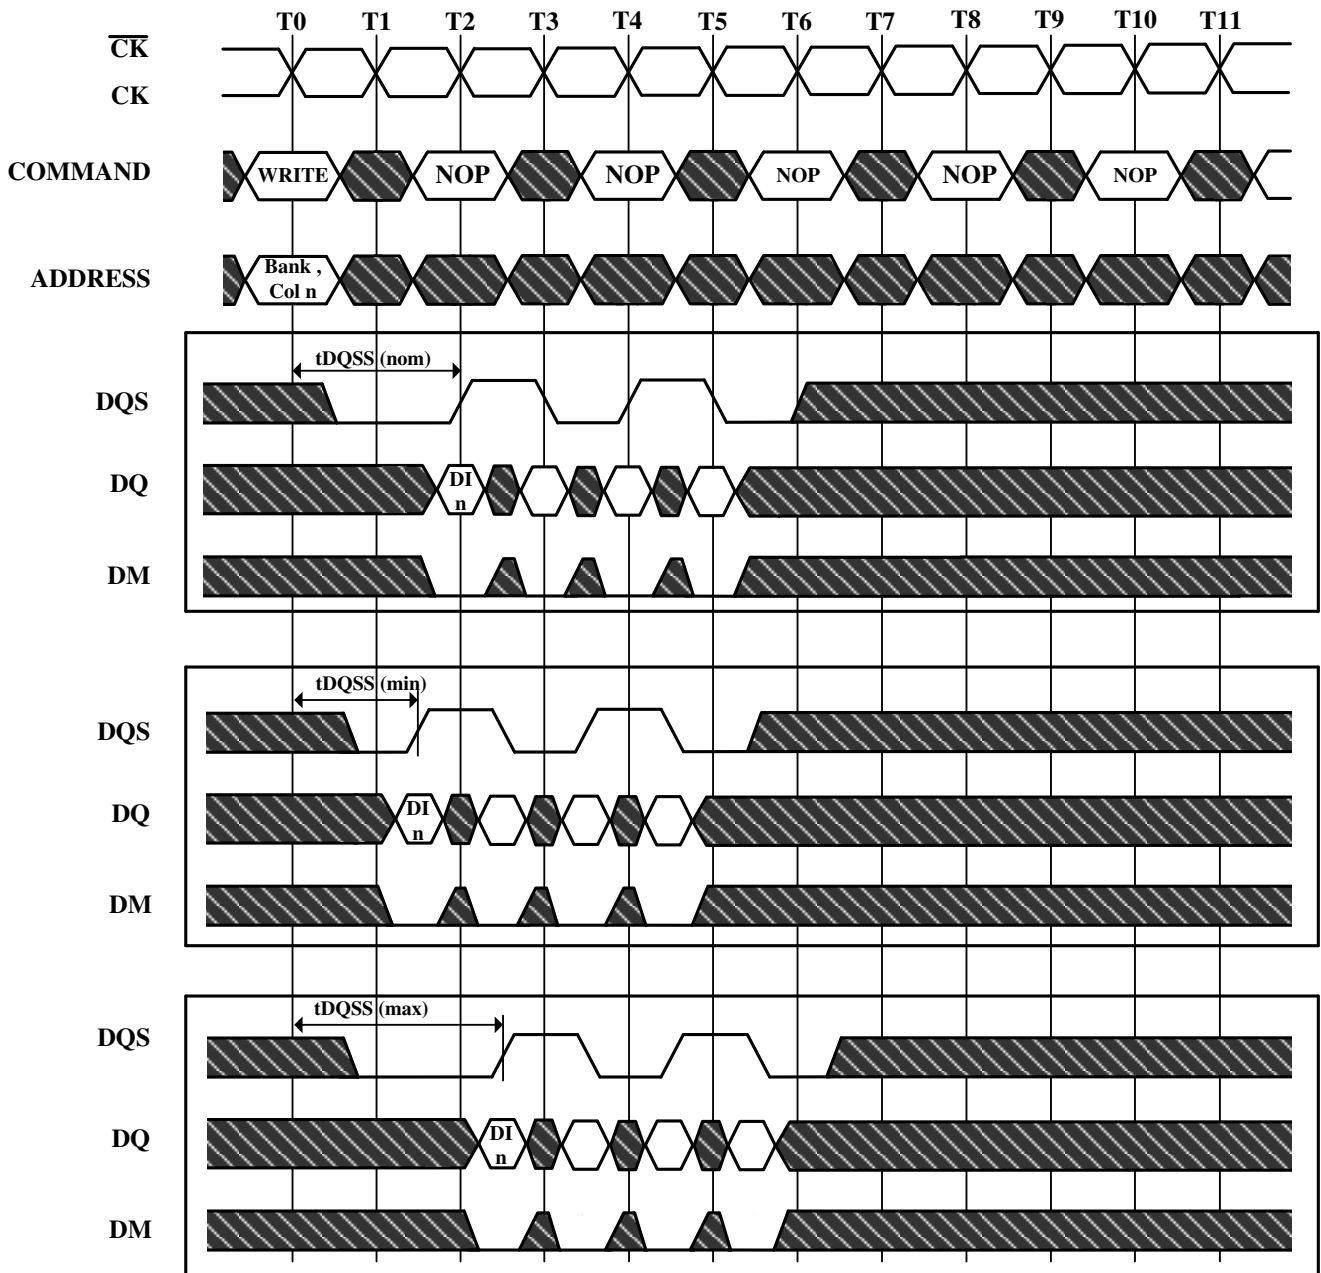 T0 T1 T2 T3 T4 T5 T6 T7 T8 T9 T10 T11
CK
CK
COMMAND WRITE NOP NOP NOP NOP NOP
ADDRESS Bank ,
Col n
tDQSS (nom)
DQS
DQ DI
n
DM
tDQSS (min)
DQS
DQ DI
n
DM
tDQSS (max)
DQS
DQ DI
n
DM